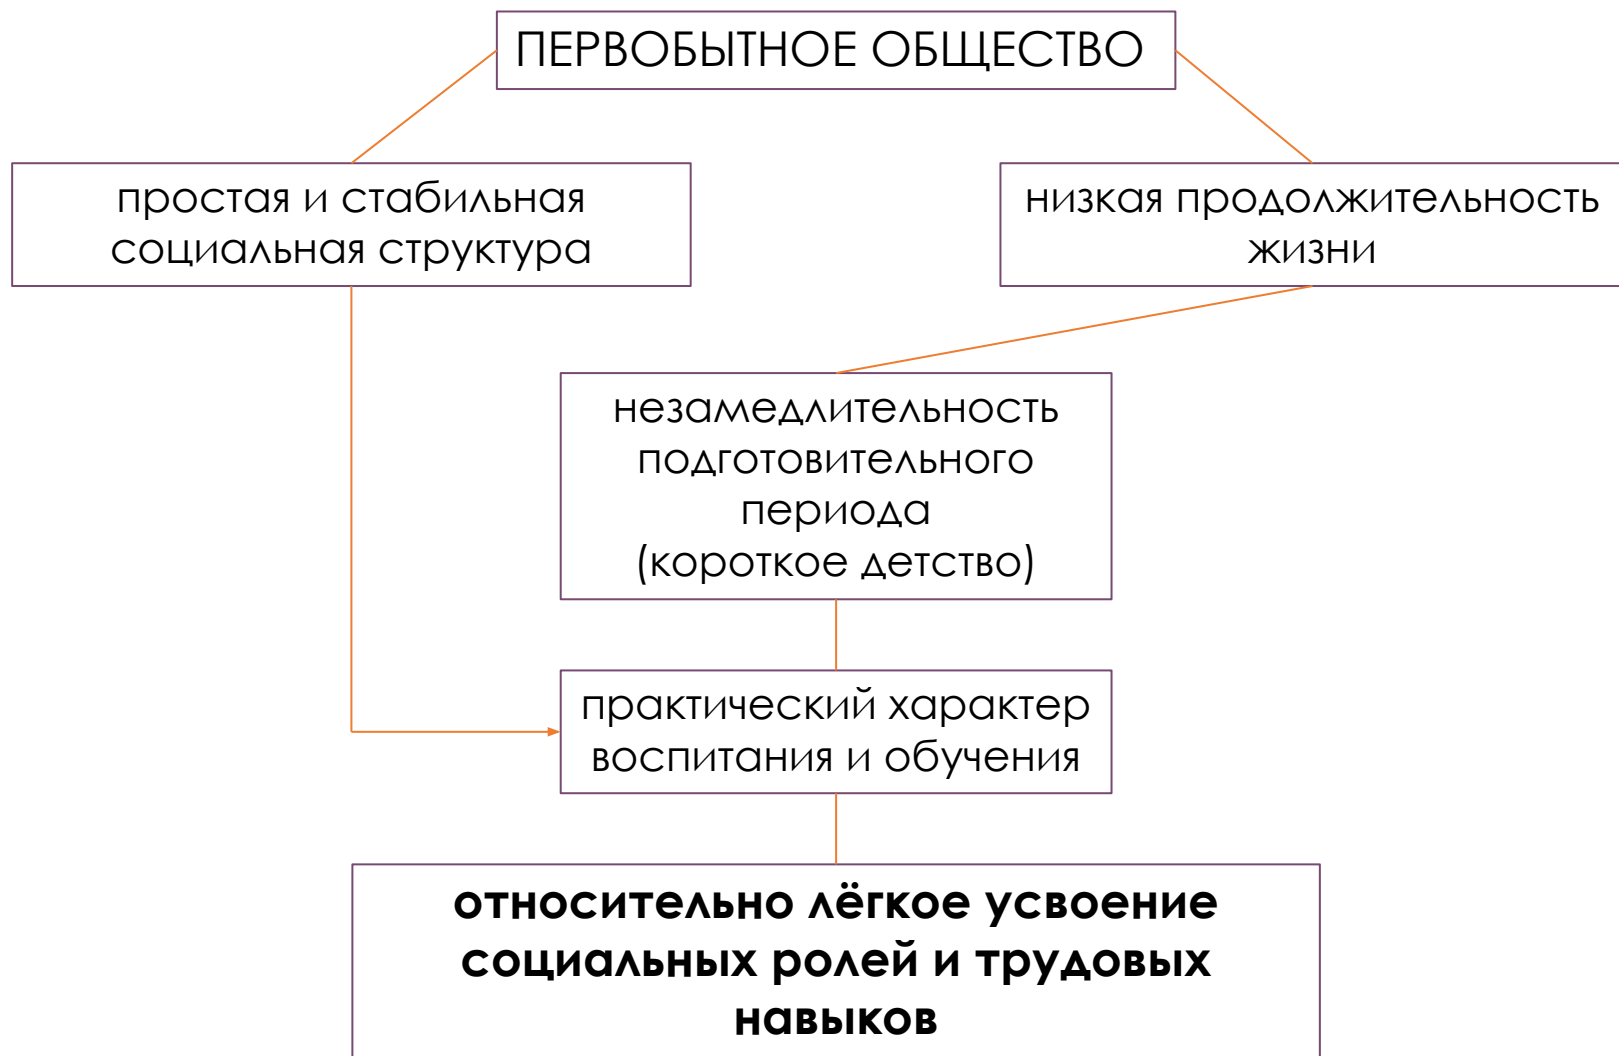 ПЕРВОБЫТНОЕ ОБЩЕСТВО
простая и стабильная
социальная структура
низкая продолжительность
жизни
незамедлительность
подготовительного
периода
(короткое детство)
практический характер
воспитания и обучения
относительно лёгкое усвоение
социальных ролей и трудовых
навыков